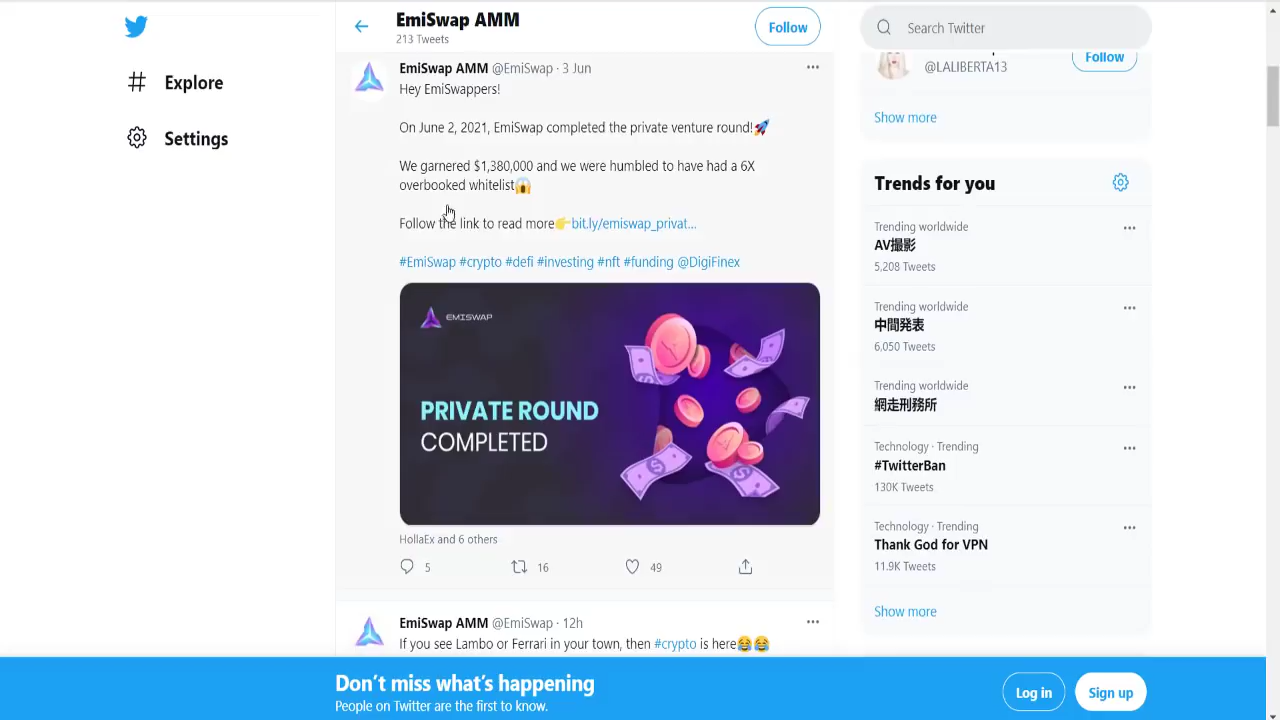 EmiSwap AMM
213 Tweets
Follow
Search Twitter
Explore
Settings
EmiSwap AMM @EmiSwap · 3 Jun
Hey EmiSwappers!
On June 2, 2021, EmiSwap completed the private venture round!🚀
We garnered $1,380,000 and we were humbled to have had a 6X
overbooked whitelist😱
Follow the link to read more👉bit.ly/emiswap_privat...
#EmiSwap #crypto #defi #investing #nft #funding @DigiFinex
EMISWAP
PRIVATE ROUND
COMPLETED
HollaEx and 6 others
5 16 49
EmiSwap AMM @EmiSwap · 12h
If you see Lambo or Ferrari in your town, then #crypto is here😂😂
@LALIBERTA13
Follow
Show more
Trends for you
Trending worldwide
AV撮影
5,208 Tweets
Trending worldwide
中間発表
6,050 Tweets
Trending worldwide
網走刑務所
Technology · Trending
#TwitterBan
130K Tweets
Technology · Trending
Thank God for VPN
11.9K Tweets
Show more
Don't miss what's happening
People on Twitter are the first to know.
Log in
Sign up